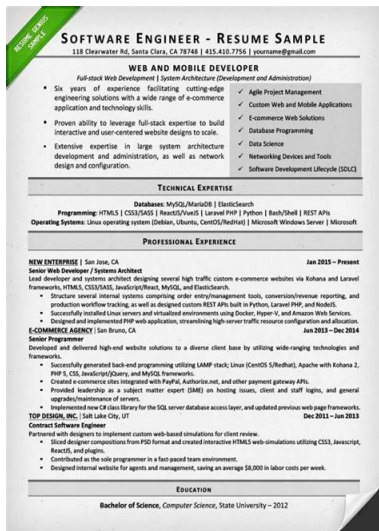 RESUME GENIUS
SAMPLE
SOFTWARE ENGINEER - RESUME SAMPLE
118 Clearwater Rd, Santa Clara, CA 78748 | 415.410.7756 | yourname@gmail.com
WEB AND MOBILE DEVELOPER
Full-stack Web Development | System Architecture (Development and Administration)
▪ Six years of experience facilitating cutting-edge
engineering solutions with a wide range of e-commerce
application and technology skills.
▪ Proven ability to leverage full-stack expertise to build
interactive and user-centered website designs to scale.
▪ Extensive expertise in large system architecture
development and administration, as well as network
design and configuration.
✓ Agile Project Management
✓ Custom Web and Mobile Applications
✓ E-commerce Web Solutions
✓ Database Programming
✓ Data Science
✓ Networking Devices and Tools
✓ Software Development Lifecycle (SDLC)
TECHNICAL EXPERTISE
Databases: MySQL/MariaDB | ElasticSearch
Programming: HTML5 | CSS3/SASS | ReactJS/VueJS | Laravel PHP | Python | Bash/Shell | REST APIs
Operating Systems: Linux operating system (Debian, Ubuntu, CentOS/RedHat) | Microsoft Windows Server | Microsoft
PROFESSIONAL EXPERIENCE
NEW ENTERPRISE | San Jose, CA Jan 2015 – Present
Senior Web Developer / Systems Architect
Lead developer and systems architect designing several high traffic custom e-commerce websites via Kohana and Laravel
frameworks, HTML5, CSS3/SASS, JavaScript/React, and MySQL.
▪ Structure several internal systems comprising order entry/management tools, conversion/revenue reporting, and
production workflow tracking, as well as designed custom REST APIs built in Python, Laravel PHP, and NodeJS.
▪ Successfully installed Linux servers and virtualized environments using Docker, Hyper-V, and Amazon Web Services.
▪ Designed and implemented PHP web application, streamlining high-server traffic resource configuration and allocation.
E-COMMERCE AGENCY | San Bruno, CA Jun 2013 – Dec 2014
Senior Programmer
Developed and delivered high-end website solutions to a diverse client base by utilizing wide-ranging technologies and
frameworks.
▪ Successfully generated back-end programming utilizing LAMP stack; Linux (CentOS 5/Redhat), Apache with Kohana 2,
PHP 5, CSS, JavaScript/jQuery, and MySQL frameworks.
▪ Created e-commerce sites integrated with PayPal, Authorize.net, and other payment gateway APIs.
▪ Provided leadership as a subject matter expert (SME) on hosting issues, client and staff logins, and general
upgrades/maintenance of servers.
▪ Implemented new C# class library for the SQL server database access layer, and updated previous web page frameworks.
TOP DESIGN, INC. | Salt Lake City, UT Dec 2011 – Jun 2013
Contract Software Engineer
Partnered with designers to implement custom web-based simulations for client review.
▪ Sliced designer compositions from PSD format and created interactive HTML5 web-simulations utilizing CSS3, Javascript,
ReactJS, and plugins.
▪ Contributed as the sole programmer in a fast-paced team environment.
▪ Designed internal website for agents and management, saving an average $8,000 in labor costs per week.
EDUCATION
Bachelor of Science, Computer Science, State University – 2012